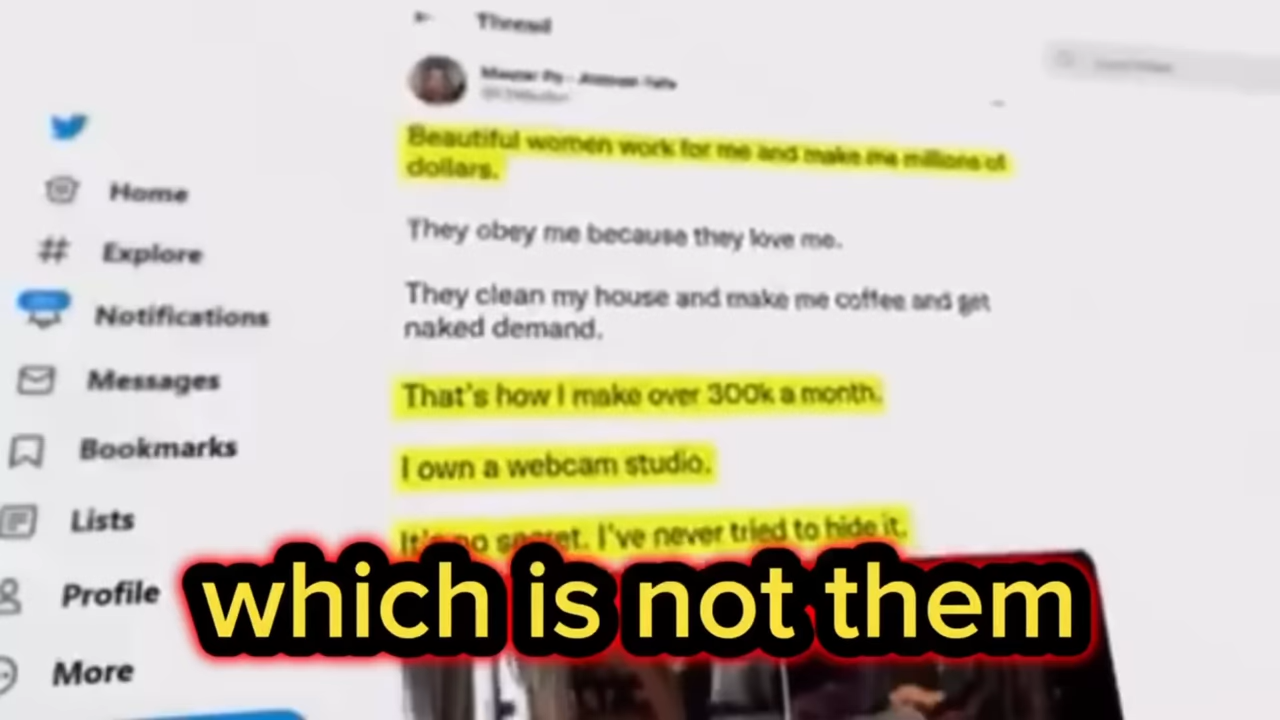 Thread
Beautiful women work for me and make me millions of
dollars.
They obey me because they love me.
They clean my house and make me coffee and get
naked demand.
That's how I make over 300k a month.
I own a webcam studio.
It's no secret. I've never tried to hide it.
Home
Explore
Notifications
Messages
Bookmarks
Lists
Profile
More
which is not them